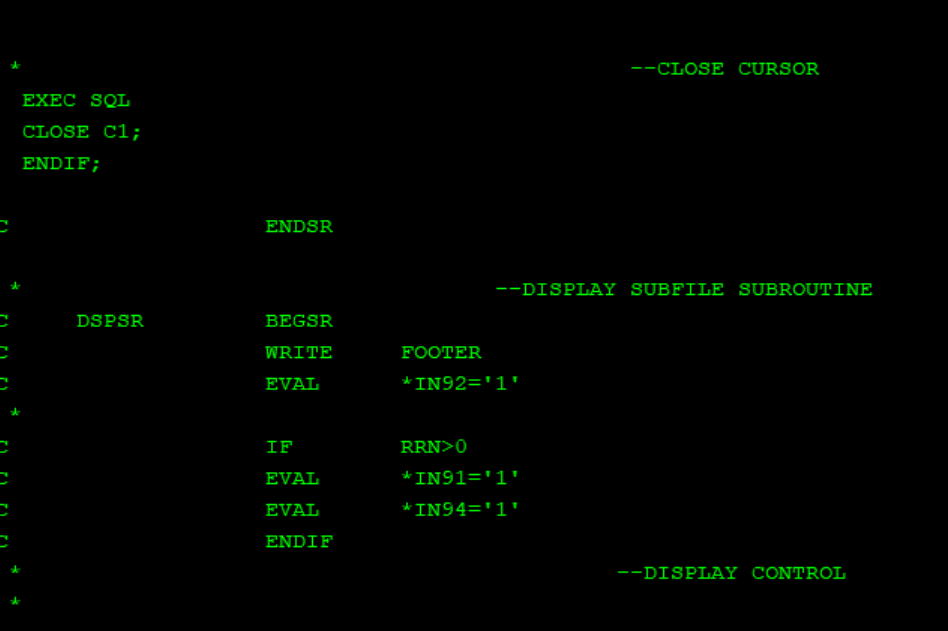 * --CLOSE CURSOR
EXEC SQL
CLOSE C1;
ENDIF;
C ENDSR
* --DISPLAY SUBFILE SUBROUTINE
C DSPSR BEGSR
C WRITE FOOTER
C EVAL *IN92='1'
*
C IF RRN>0
C EVAL *IN91='1'
C EVAL *IN94='1'
C ENDIF
* --DISPLAY CONTROL
*